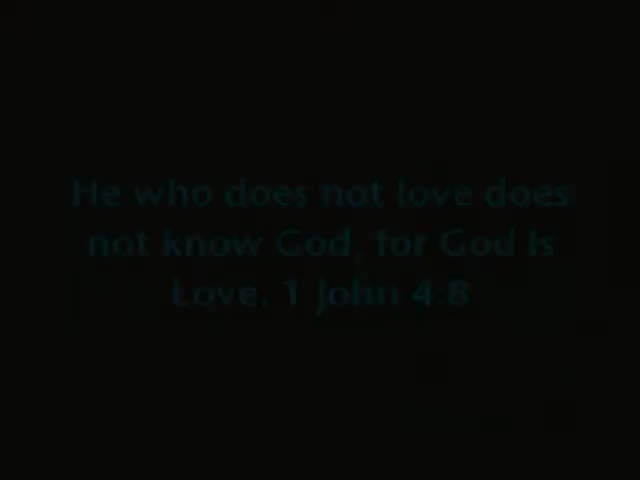 He who does not love does
not know God, for God Is
Love. 1 John 4:8